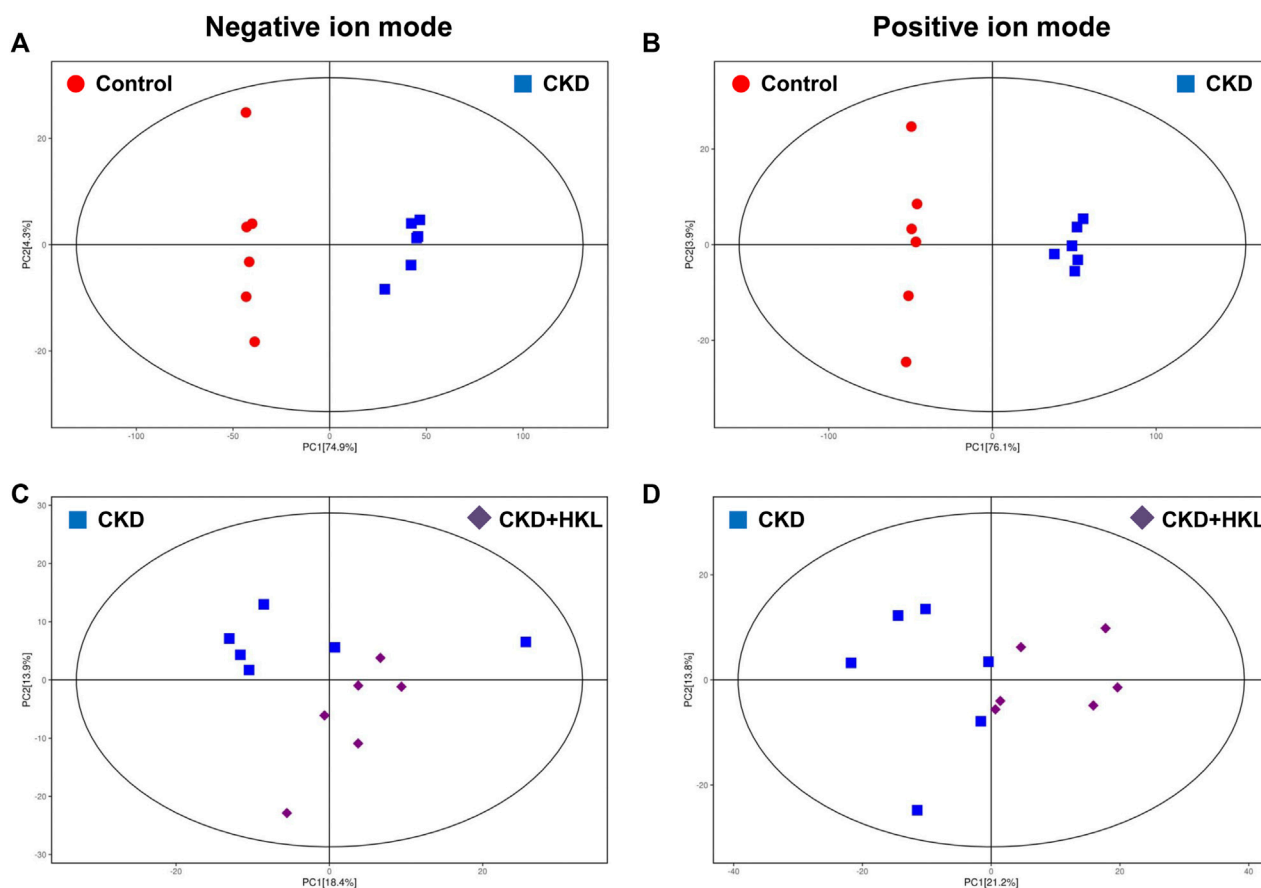 Negative ion mode
Positive ion mode
A
Control
CKD
20
0
-20
PC2[4.3%]
-100
-50
0
50
100
PC1[74.9%]
B
Control
CKD
20
0
-20
PC2[3.9%]
-100
0
100
PC1[76.1%]
C
CKD
CKD+HKL
30
20
10
0
-10
-20
-30
PC2[13.9%]
-20
0
20
PC1[18.4%]
D
CKD
CKD+HKL
20
0
-20
PC2[13.8%]
-40
-20
0
20
40
PC1[21.2%]